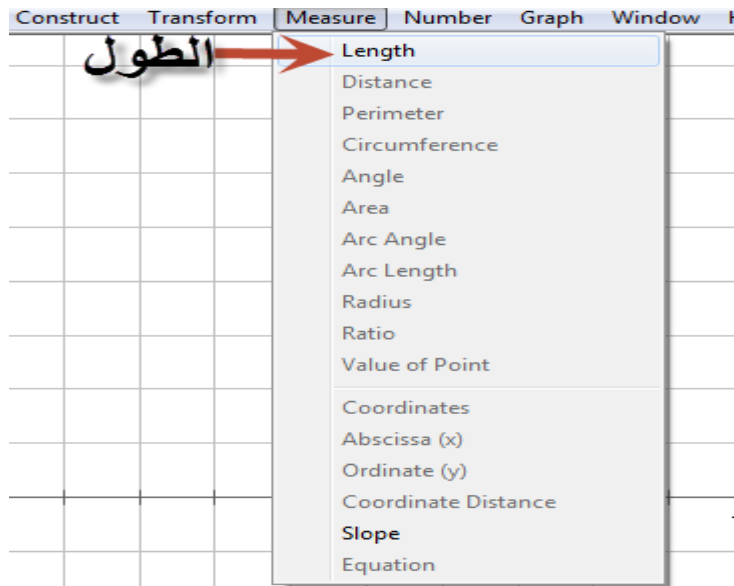 Construct Transform Measure Number Graph Window
الطول
Length
Distance
Perimeter
Circumference
Angle
Area
Arc Angle
Arc Length
Radius
Ratio
Value of Point
Coordinates
Abscissa (x)
Ordinate (y)
Coordinate Distance
Slope
Equation